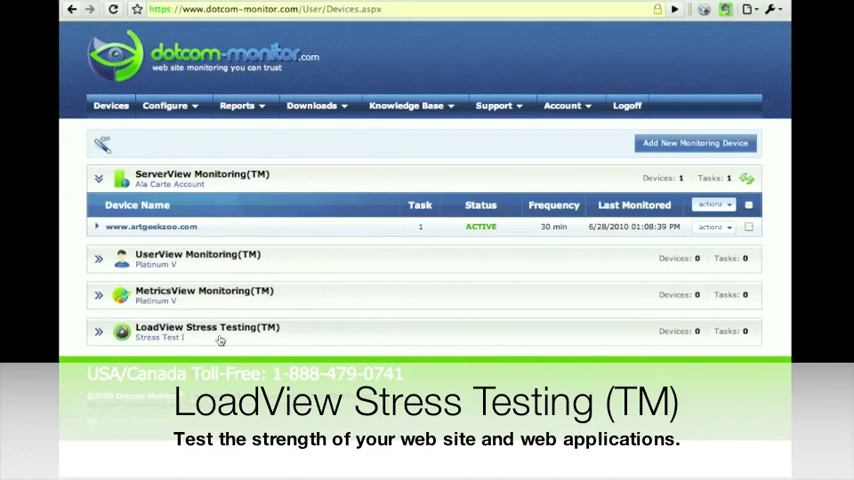 https://www.dotcom-monitor.com/User/Devices.aspx
dotcom-monitor.com
web site monitoring you can trust
Devices Configure Reports Downloads Knowledge Base Support Account Logoff
Add New Monitoring Device
ServerView Monitoring(TM)
Ala Carte Account
Devices: 1 Tasks: 1
Device Name Task Status Frequency Last Monitored actions
www.artgeekzoo.com 1 ACTIVE 30 min 6/28/2010 01:08:39 PM actions
UserView Monitoring(TM)
Platinum V
Devices: 0 Tasks: 0
MetricsView Monitoring(TM)
Platinum V
Devices: 0 Tasks: 0
LoadView Stress Testing(TM)
Stress Test I
Devices: 0 Tasks: 0
USA/Canada Toll-Free: 1-888-479-0741
©2009 Dotcom-Monitor
LoadView Stress Testing (TM)
Test the strength of your web site and web applications.